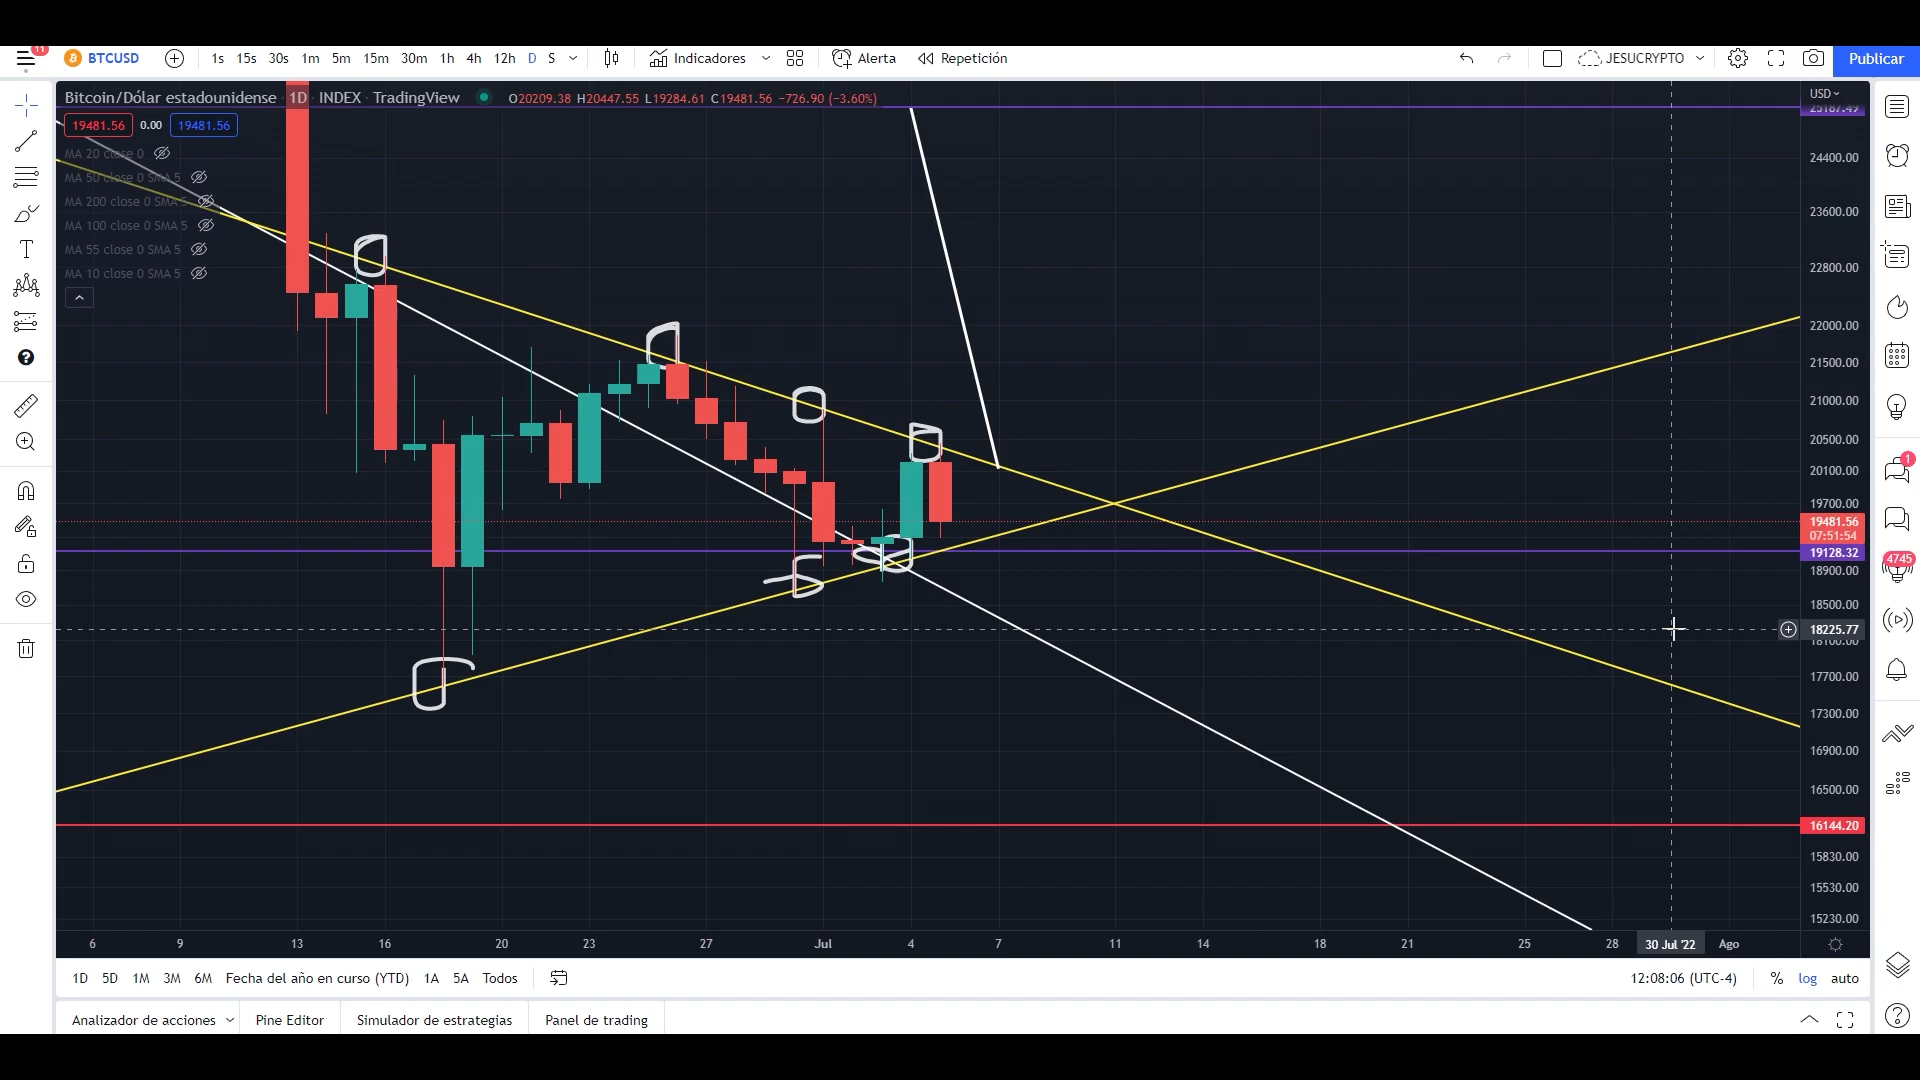 11 BTCUSD 1s 15s 30s 1m 5m 15m 30m 1h 4h 12h D S Indicadores Alerta Repetición JESUCRYPTO Publicar
Bitcoin/Dólar estadounidense 1D INDEX TradingView O20209.38 H20447.55 L19284.61 C19481.56 −726.90 (−3.60%) USD
25187.49
19481.56 0.00 19481.56
MA 20 close 0
24400.00
MA 50 close 0 SMA 5
MA 200 close 0 SMA 5
23600.00
MA 100 close 0 SMA 5
MA 55 close 0 SMA 5
22800.00
MA 10 close 0 SMA 5
22000.00
21500.00
21000.00
20500.00
1
20100.00
19700.00
19481.56
07:51:54
19128.32
4745
18900.00
18500.00
18225.77
18100.00
17700.00
17300.00
16900.00
16500.00
16144.20
15830.00
15530.00
15230.00
6 9 13 16 20 23 27 Jul 4 7 11 14 18 21 25 28 30 Jul '22 Ago
1D 5D 1M 3M 6M Fecha del año en curso (YTD) 1A 5A Todos 12:08:06 (UTC-4) % log auto
Analizador de acciones Pine Editor Simulador de estrategias Panel de trading